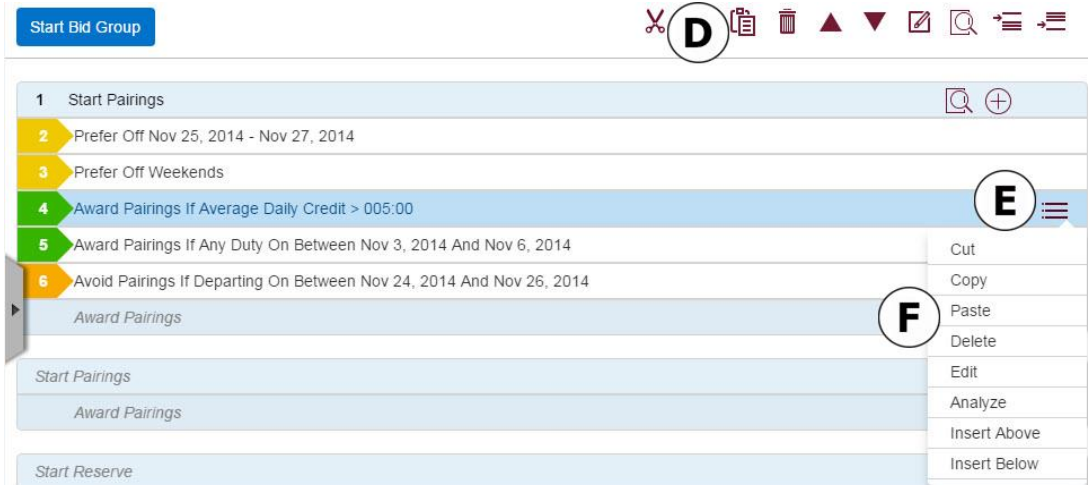 Start Bid Group
D
1 Start Pairings
2 Prefer Off Nov 25, 2014 - Nov 27, 2014
3 Prefer Off Weekends
E
4 Award Pairings If Average Daily Credit > 005:00
5 Award Pairings If Any Duty On Between Nov 3, 2014 And Nov 6, 2014
Cut
6 Avoid Pairings If Departing On Between Nov 24, 2014 And Nov 26, 2014
Copy
Award Pairings
F
Paste
Delete
Start Pairings
Edit
Award Pairings
Analyze
Insert Above
Start Reserve
Insert Below